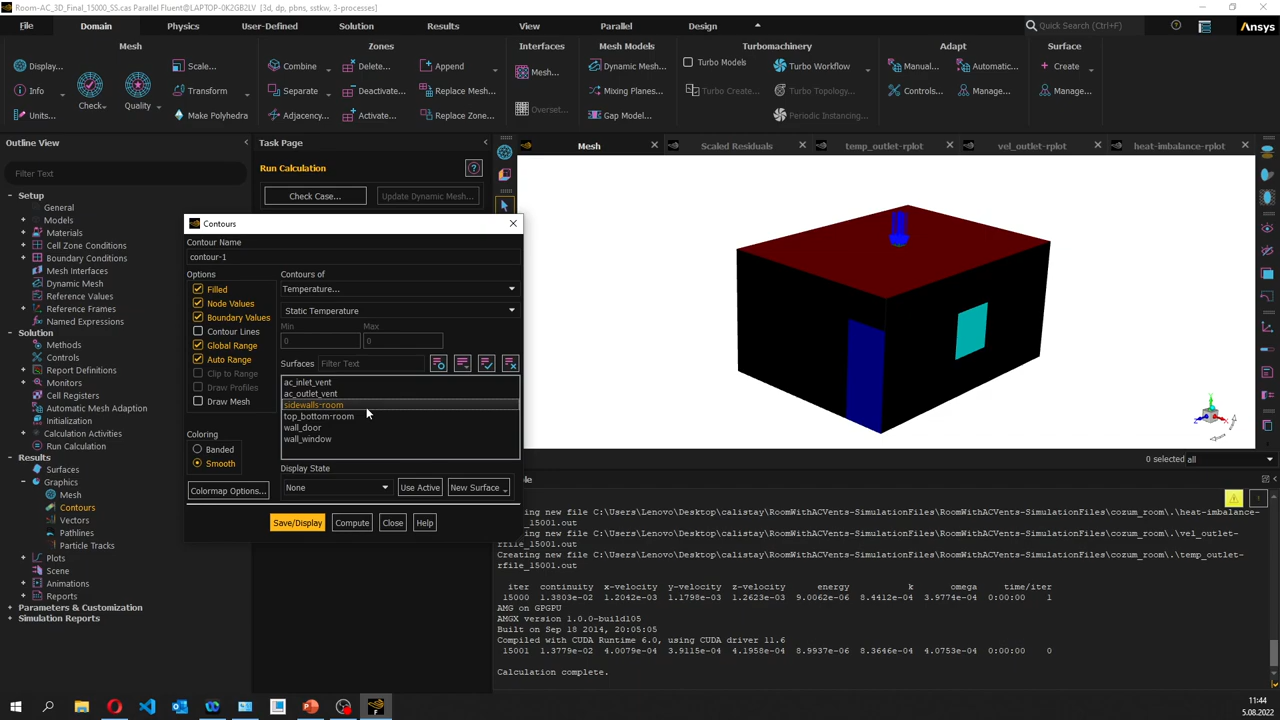 Room-AC_3D_Final_15000_SS.cas Parallel Fluent@LAPTOP-0K2GB2LV [3d, dp, pbns, sstkw, 3-processes]
File Domain Physics User-Defined Solution Results View Parallel Design Quick Search (Ctrl+F) Ansys
Mesh Zones Interfaces Mesh Models Turbomachinery Adapt Surface
Display... Scale... Combine Delete... Append Mesh... Dynamic Mesh... Turbo Models Turbo Workflow Manual... Automatic... Create
Info Check Quality Transform Separate Deactivate... Replace Mesh... Mixing Planes... Turbo Create... Turbo Topology... Controls... Manage... Manage...
Units... Make Polyhedra Adjacency... Activate... Replace Zone... Overset... Gap Model... Periodic Instancing...
Outline View
Filter Text
Setup
General
Models
Materials
Cell Zone Conditions
Boundary Conditions
Mesh Interfaces
Dynamic Mesh
Reference Values
Reference Frames
Named Expressions
Solution
Methods
Controls
Report Definitions
Monitors
Cell Registers
Automatic Mesh Adaption
Initialization
Calculation Activities
Run Calculation
Results
Surfaces
Graphics
Mesh
Contours
Vectors
Pathlines
Particle Tracks
Plots
Scene
Animations
Reports
Parameters & Customization
Simulation Reports
Task Page
Run Calculation
Check Case... Update Dynamic Mesh...
Contours
Contour Name
contour-1
Options
Filled
Node Values
Boundary Values
Contour Lines
Global Range
Auto Range
Clip to Range
Draw Profiles
Draw Mesh
Coloring
Banded
Smooth
Colormap Options...
Contours of
Temperature...
Static Temperature
Min Max
0 0
Surfaces Filter Text
ac_inlet_vent
ac_outlet_vent
sidewalls-room
top_bottom-room
wall_door
wall_window
Display State
None Use Active New Surface
Save/Display Compute Close Help
Mesh Scaled Residuals temp_outlet-rplot vel_outlet-rplot heat-imbalance-rplot
0 selected all
Creating new file C:\Users\Lenovo\Desktop\calistay\RoomWithACVents-SimulationFiles\RoomWithACVents-SimulationFiles\cozum_room\.\heat-imbalance-
_15001.out
Creating new file C:\Users\Lenovo\Desktop\calistay\RoomWithACVents-SimulationFiles\RoomWithACVents-SimulationFiles\cozum_room\.\vel_outlet-
rfile_15001.out
Creating new file C:\Users\Lenovo\Desktop\calistay\RoomWithACVents-SimulationFiles\RoomWithACVents-SimulationFiles\cozum_room\.\temp_outlet-
rfile_15001.out
iter continuity x-velocity y-velocity z-velocity energy k omega time/iter
15000 1.3803e-02 1.2042e-03 1.1798e-03 1.2623e-03 9.0062e-06 8.4412e-04 3.9774e-04 0:00:00 1
AMG on GPGPU
AMGX version 1.0.0-build105
Built on Sep 18 2014, 20:05:05
Compiled with CUDA Runtime 6.0, using CUDA driver 11.6
15001 1.3779e-02 4.0079e-04 3.9115e-04 4.1958e-04 8.9937e-06 8.3646e-04 4.0753e-04 0:00:00 0
Calculation complete.
11:44
5.08.2022